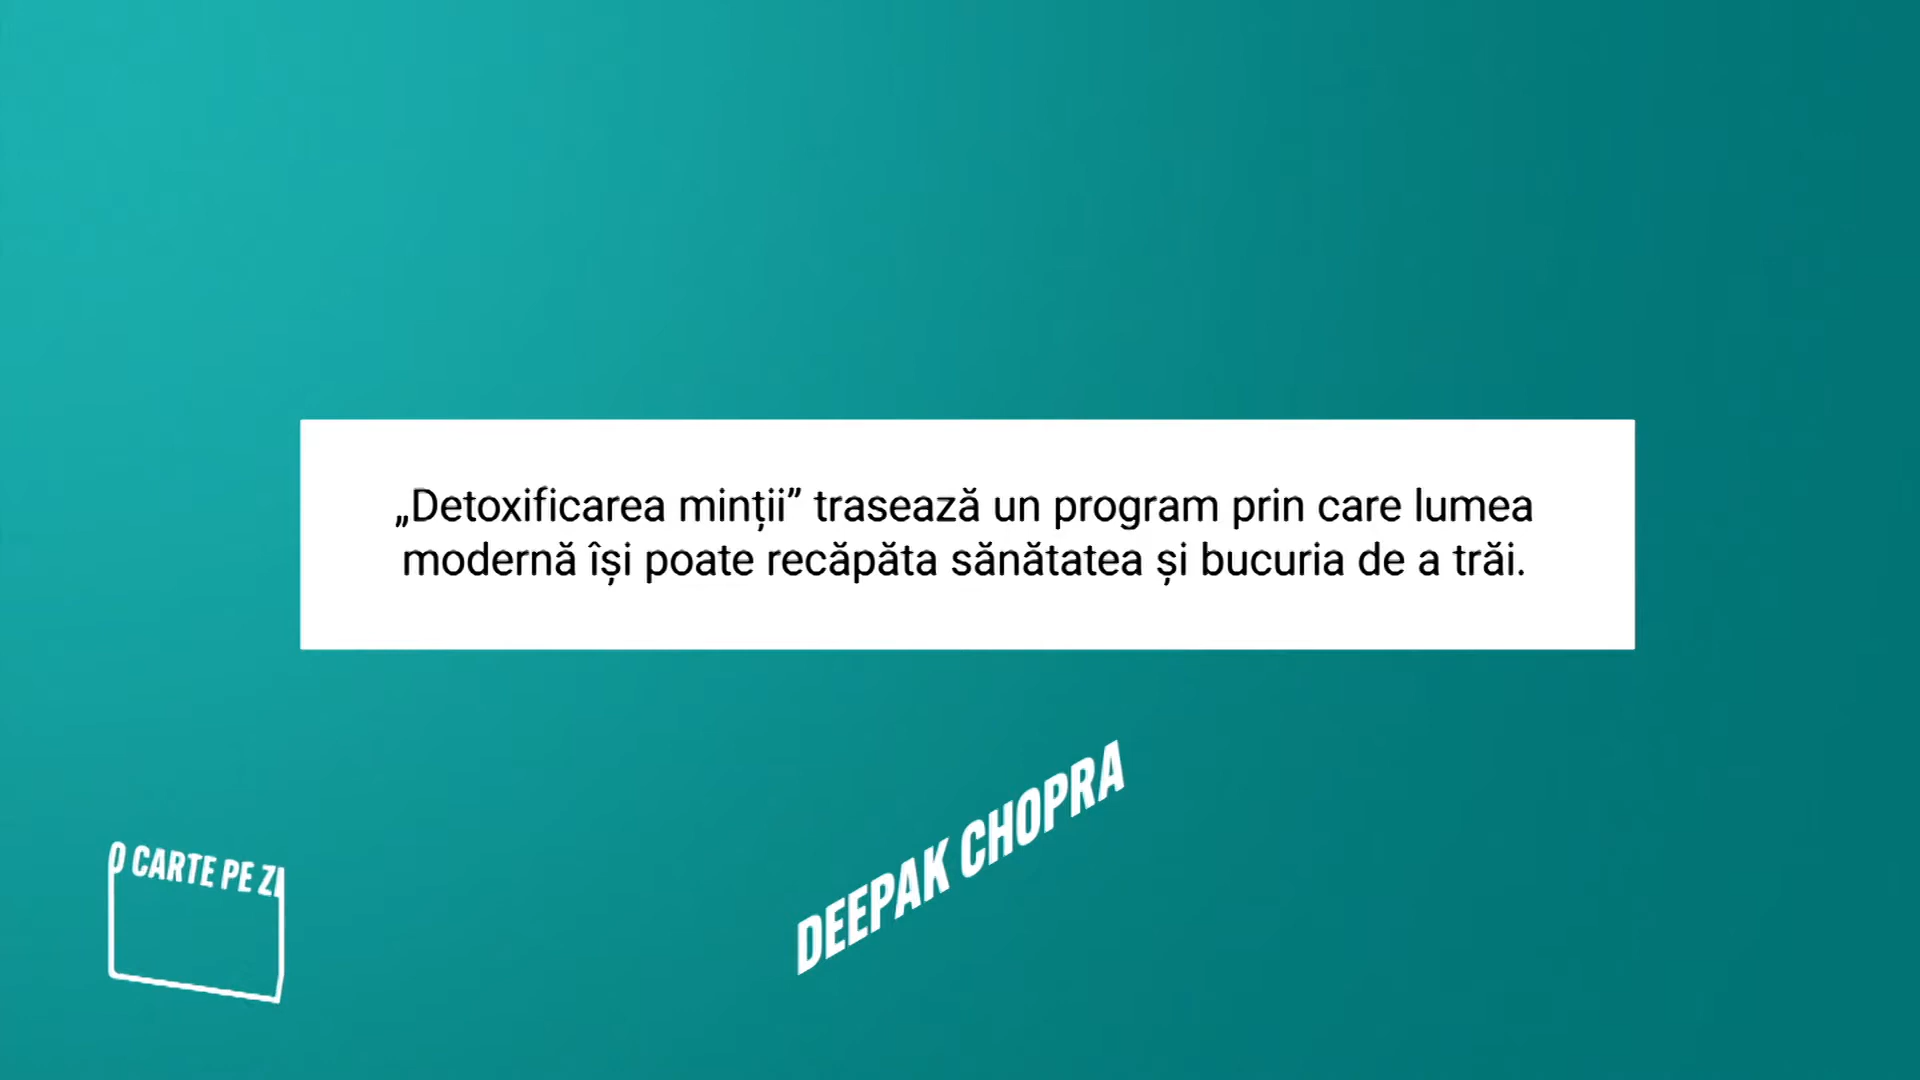 „Detoxificarea minții” trasează un program prin care lumea
modernă își poate recăpăta sănătatea și bucuria de a trăi.
DEEPAK CHOPRA
O CARTE PE ZI